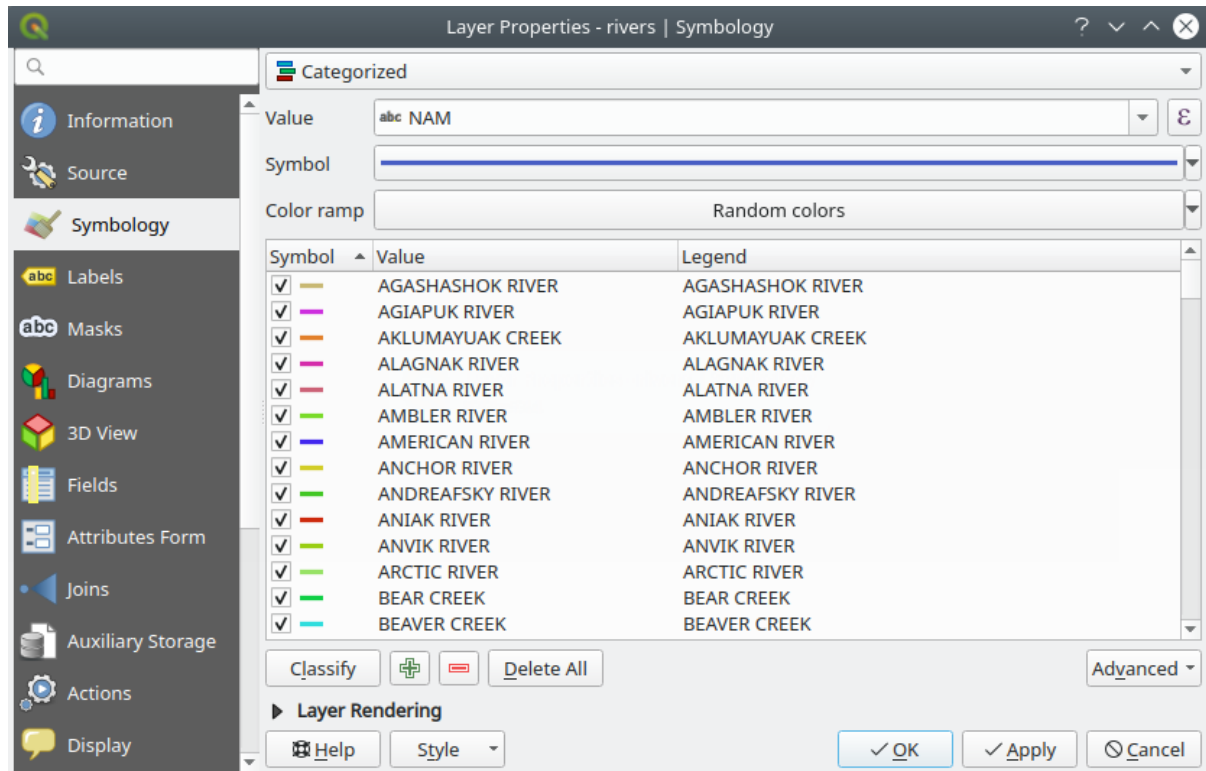 Layer Properties - rivers | Symbology
Information
Source
Symbology
abc Labels
abc Masks
Diagrams
3D View
Fields
Attributes Form
Joins
Auxiliary Storage
Actions
Display
Categorized
Value abc NAM ε
Symbol
Color ramp Random colors
Symbol Value Legend
AGASHASHOK RIVER AGASHASHOK RIVER
AGIAPUK RIVER AGIAPUK RIVER
AKLUMAYUAK CREEK AKLUMAYUAK CREEK
ALAGNAK RIVER ALAGNAK RIVER
ALATNA RIVER ALATNA RIVER
AMBLER RIVER AMBLER RIVER
AMERICAN RIVER AMERICAN RIVER
ANCHOR RIVER ANCHOR RIVER
ANDREAFSKY RIVER ANDREAFSKY RIVER
ANIAK RIVER ANIAK RIVER
ANVIK RIVER ANVIK RIVER
ARCTIC RIVER ARCTIC RIVER
BEAR CREEK BEAR CREEK
BEAVER CREEK BEAVER CREEK
Classify Delete All Advanced
Layer Rendering
Help Style OK Apply Cancel